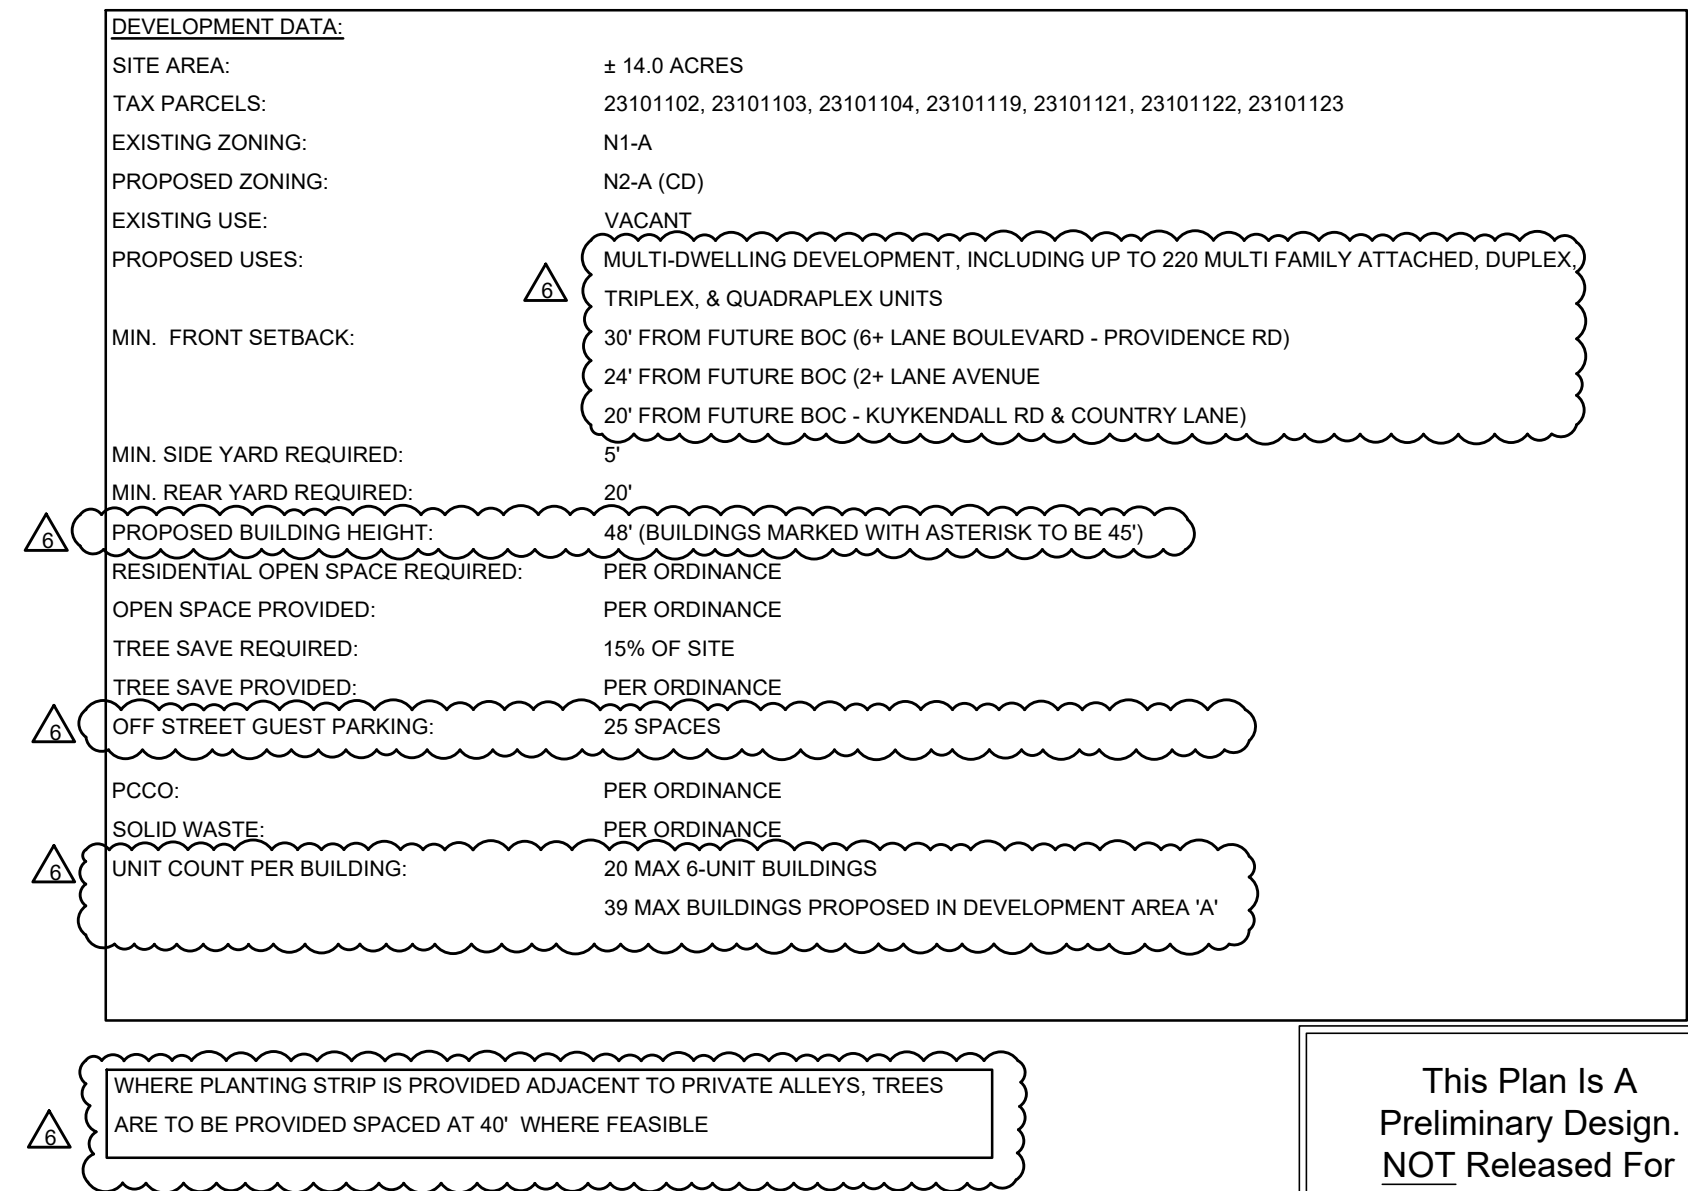 DEVELOPMENT DATA:
SITE AREA: ± 14.0 ACRES
TAX PARCELS: 23101102, 23101103, 23101104, 23101119, 23101121, 23101122, 23101123
EXISTING ZONING: N1-A
PROPOSED ZONING: N2-A (CD)
EXISTING USE: VACANT
PROPOSED USES: MULTI-DWELLING DEVELOPMENT, INCLUDING UP TO 220 MULTI FAMILY ATTACHED, DUPLEX,
6 TRIPLEX, & QUADRAPLEX UNITS
MIN. FRONT SETBACK: 30' FROM FUTURE BOC (6+ LANE BOULEVARD - PROVIDENCE RD)
24' FROM FUTURE BOC (2+ LANE AVENUE
20' FROM FUTURE BOC - KUYKENDALL RD & COUNTRY LANE)
MIN. SIDE YARD REQUIRED: 5'
MIN. REAR YARD REQUIRED: 20'
6 PROPOSED BUILDING HEIGHT: 48' (BUILDINGS MARKED WITH ASTERISK TO BE 45')
RESIDENTIAL OPEN SPACE REQUIRED: PER ORDINANCE
OPEN SPACE PROVIDED: PER ORDINANCE
TREE SAVE REQUIRED: 15% OF SITE
TREE SAVE PROVIDED: PER ORDINANCE
6 OFF STREET GUEST PARKING: 25 SPACES
PCCO: PER ORDINANCE
SOLID WASTE: PER ORDINANCE
6 UNIT COUNT PER BUILDING: 20 MAX 6-UNIT BUILDINGS
39 MAX BUILDINGS PROPOSED IN DEVELOPMENT AREA 'A'
WHERE PLANTING STRIP IS PROVIDED ADJACENT TO PRIVATE ALLEYS, TREES
6 ARE TO BE PROVIDED SPACED AT 40' WHERE FEASIBLE
This Plan Is A
Preliminary Design.
NOT Released For